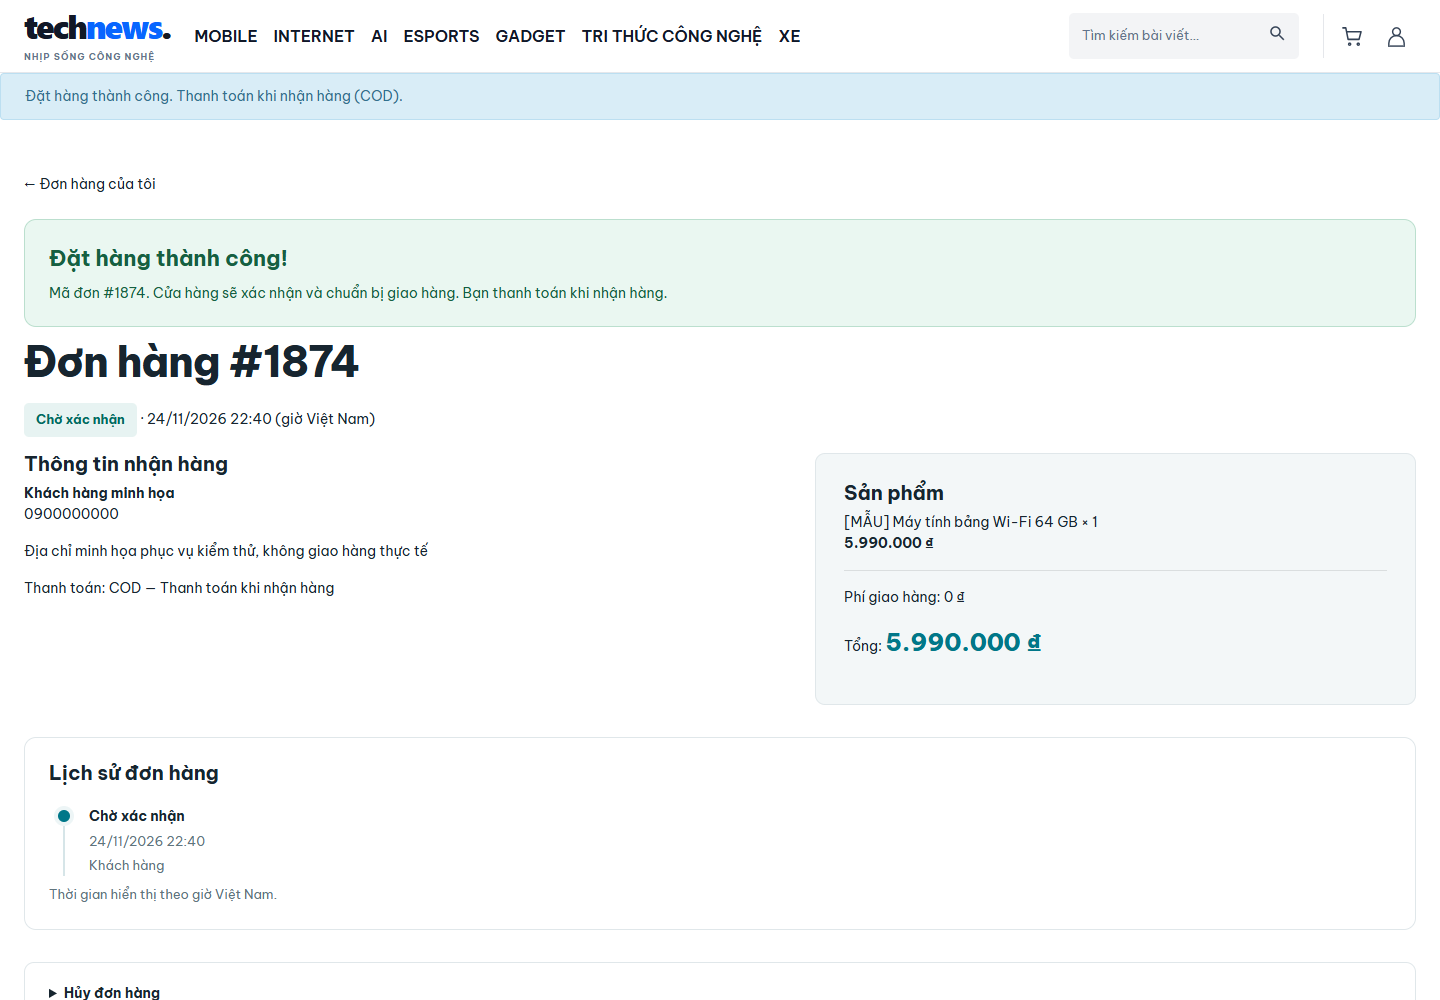 technews.
NHỊP SỐNG CÔNG NGHỆ
MOBILE INTERNET AI ESPORTS GADGET TRI THỨC CÔNG NGHỆ XE
Tìm kiếm bài viết...
Đặt hàng thành công. Thanh toán khi nhận hàng (COD).
← Đơn hàng của tôi
Đặt hàng thành công!
Mã đơn #1874. Cửa hàng sẽ xác nhận và chuẩn bị giao hàng. Bạn thanh toán khi nhận hàng.
Đơn hàng #1874
Chờ xác nhận · 24/11/2026 22:40 (giờ Việt Nam)
Thông tin nhận hàng
Khách hàng minh họa
0900000000
Địa chỉ minh họa phục vụ kiểm thử, không giao hàng thực tế
Thanh toán: COD — Thanh toán khi nhận hàng
Sản phẩm
[MẪU] Máy tính bảng Wi-Fi 64 GB × 1
5.990.000 ₫
Phí giao hàng: 0 ₫
Tổng: 5.990.000 ₫
Lịch sử đơn hàng
Chờ xác nhận
24/11/2026 22:40
Khách hàng
Thời gian hiển thị theo giờ Việt Nam.
▶ Hủy đơn hàng